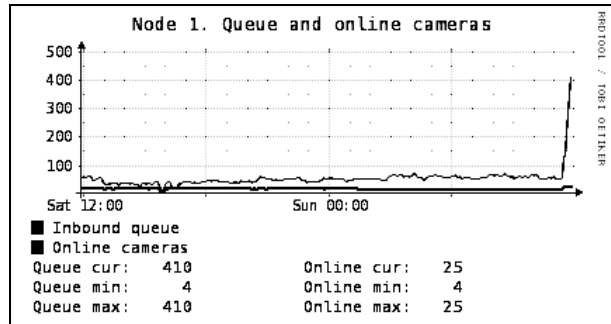 Node 1. Queue and online cameras
RRDTOOL / TOBI OETIKER
500
400
300
200
100
Sat 12:00 Sun 00:00
Inbound queue
Online cameras
Queue cur: 410 Online cur: 25
Queue min: 4 Online min: 4
Queue max: 410 Online max: 25